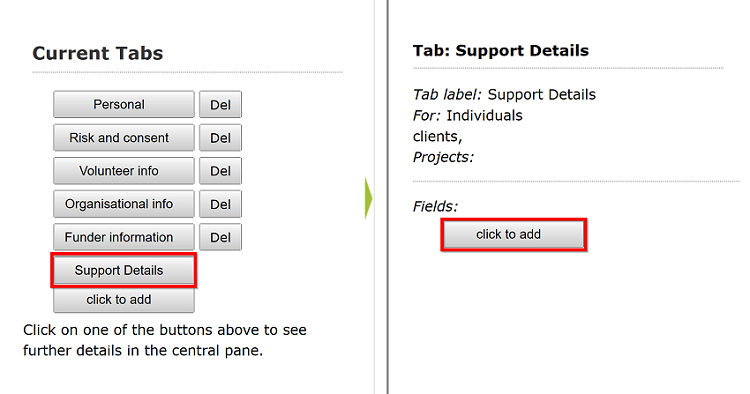 Current Tabs
Personal Del
Risk and consent Del
Volunteer info Del
Organisational info Del
Funder information Del
Support Details
click to add
Click on one of the buttons above to see
further details in the central pane.
Tab: Support Details
Tab label: Support Details
For: Individuals
clients,
Projects:
Fields:
click to add